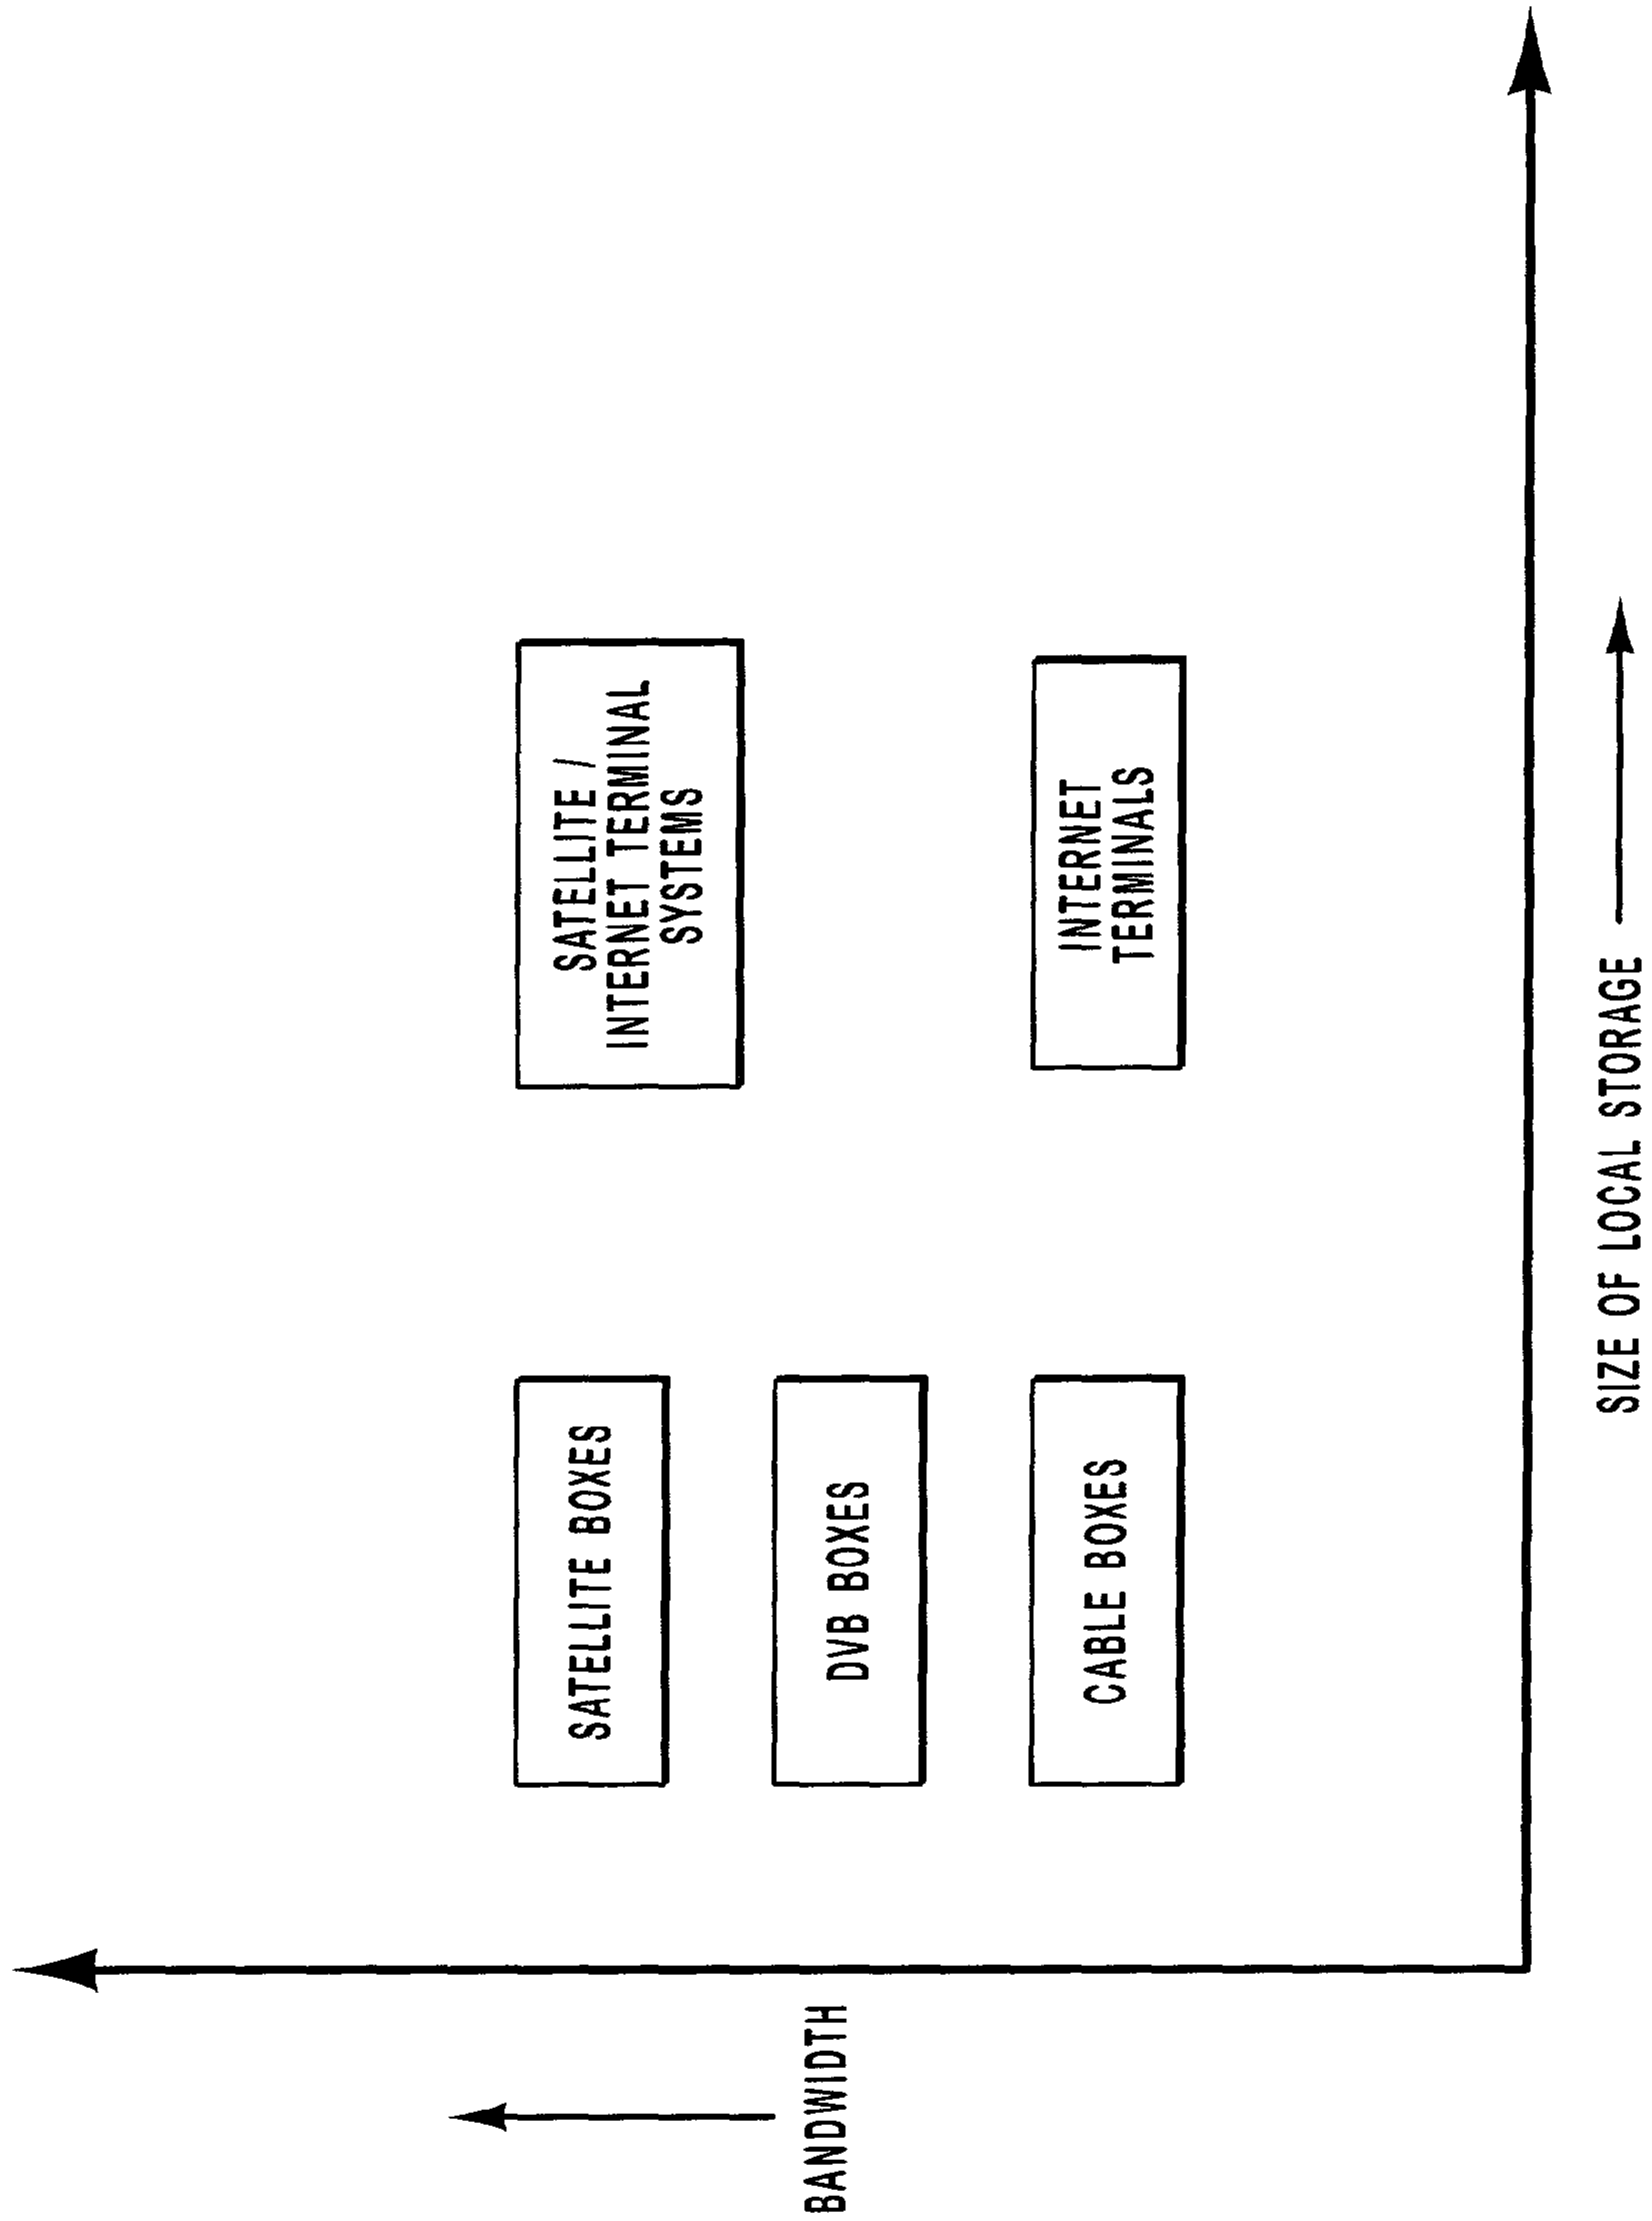 BANDWIDTH
SATELLITE BOXES
SATELLITE /
INTERNET TERMINAL
SYSTEMS
DVB BOXES
CABLE BOXES
INTERNET
TERMINALS
SIZE OF LOCAL STORAGE